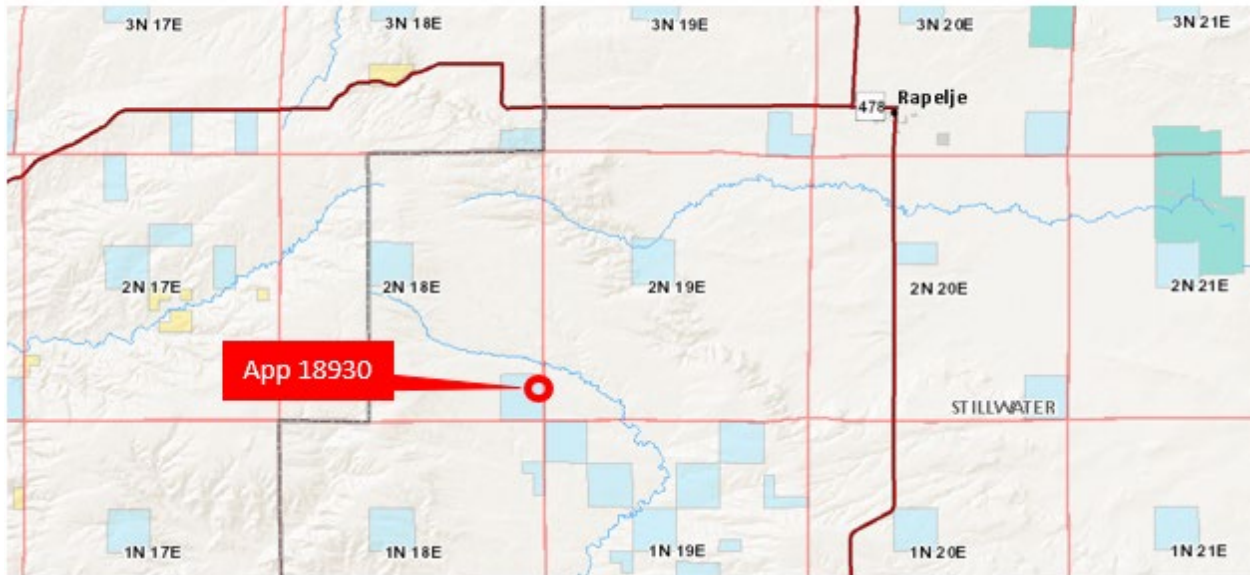 3N 17E
3N 18E
3N 19E
3N 20E
3N 21E
478
Rapelje
2N 17E
2N 18E
2N 19E
2N 20E
2N 21E
App 18930
STILLWATER
1N 17E
1N 18E
1N 19E
1N 20E
1N 21E